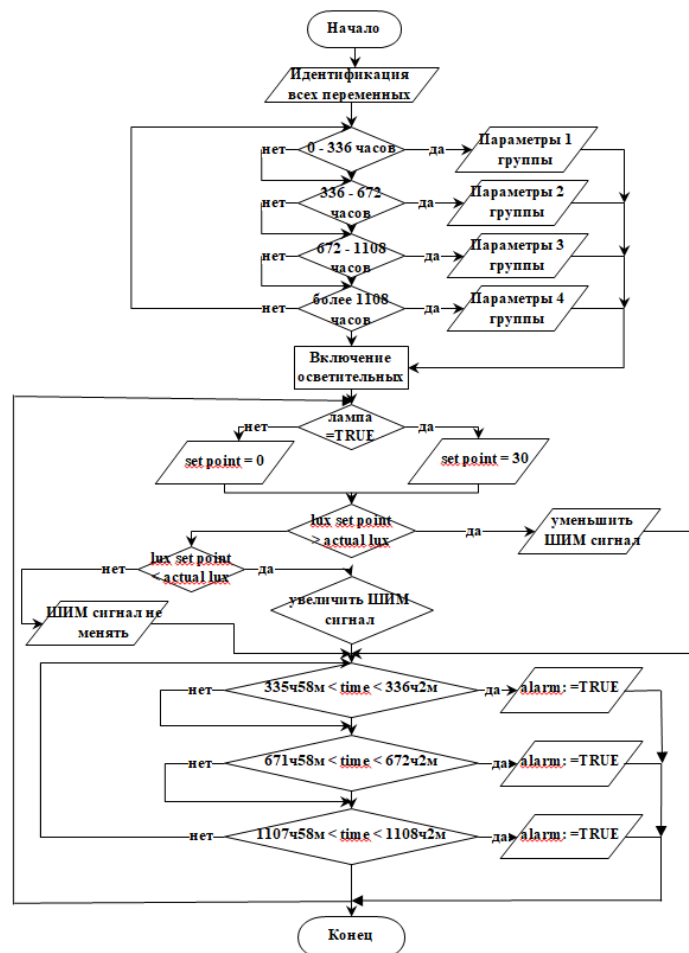 Начало
Идентификация
всех переменных
нет
0 - 336 часов
да
Параметры 1
группы
нет
336 - 672
часов
да
Параметры 2
группы
нет
672 - 1108
часов
да
Параметры 3
группы
нет
более 1108
часов
да
Параметры 4
группы
Включение
осветительных
нет
лампа
=TRUE
да
set point = 0
set point = 30
lux set point
> actual lux
да
уменьшить
ШИМ сигнал
нет
lux set point
< actual lux
да
увеличить ШИМ
сигнал
ШИМ сигнал не
менять
нет
335ч58м < time < 336ч2м
да
alarm: =TRUE
нет
671ч58м < time < 672ч2м
да
alarm: =TRUE
нет
1107ч58м < time < 1108ч2м
да
alarm: =TRUE
Конец